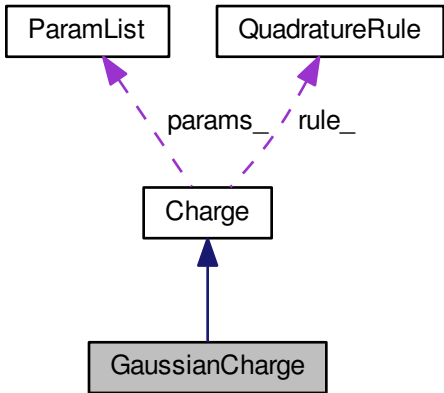 ParamList
QuadratureRule
params_
rule_
Charge
GaussianCharge